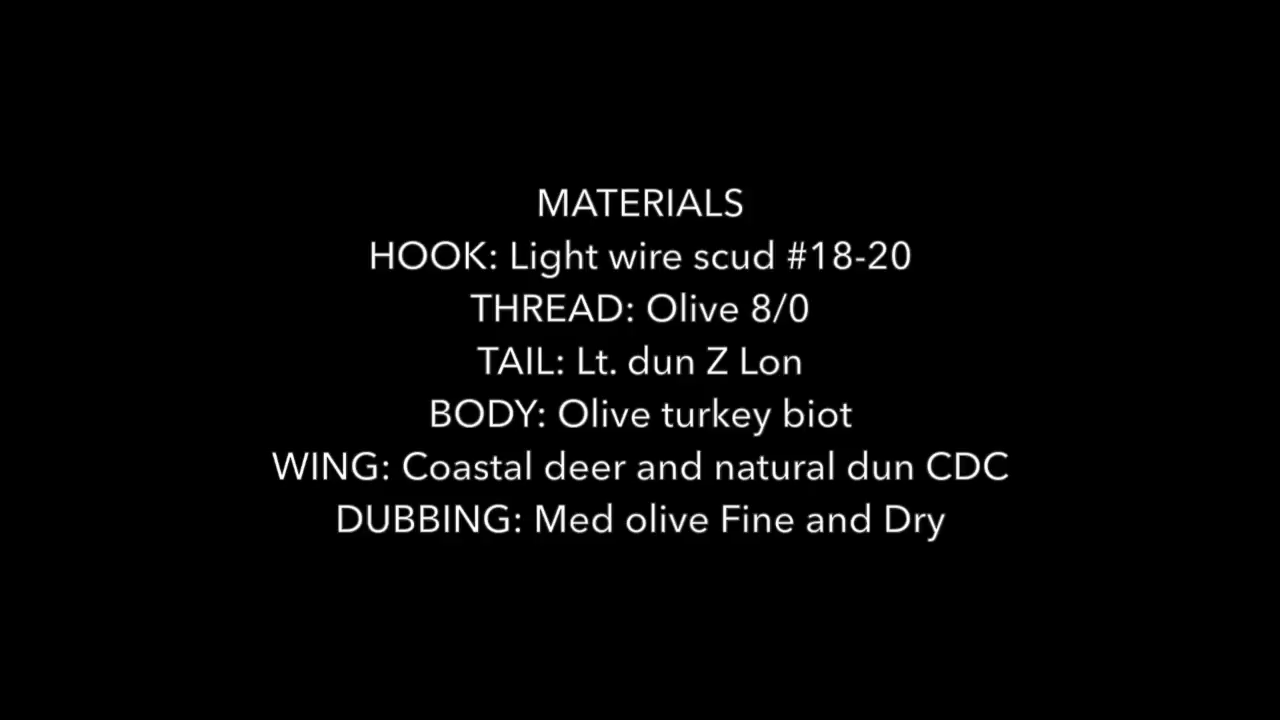 MATERIALS
HOOK: Light wire scud #18-20
THREAD: Olive 8/0
TAIL: Lt. dun Z Lon
BODY: Olive turkey biot
WING: Coastal deer and natural dun CDC
DUBBING: Med olive Fine and Dry